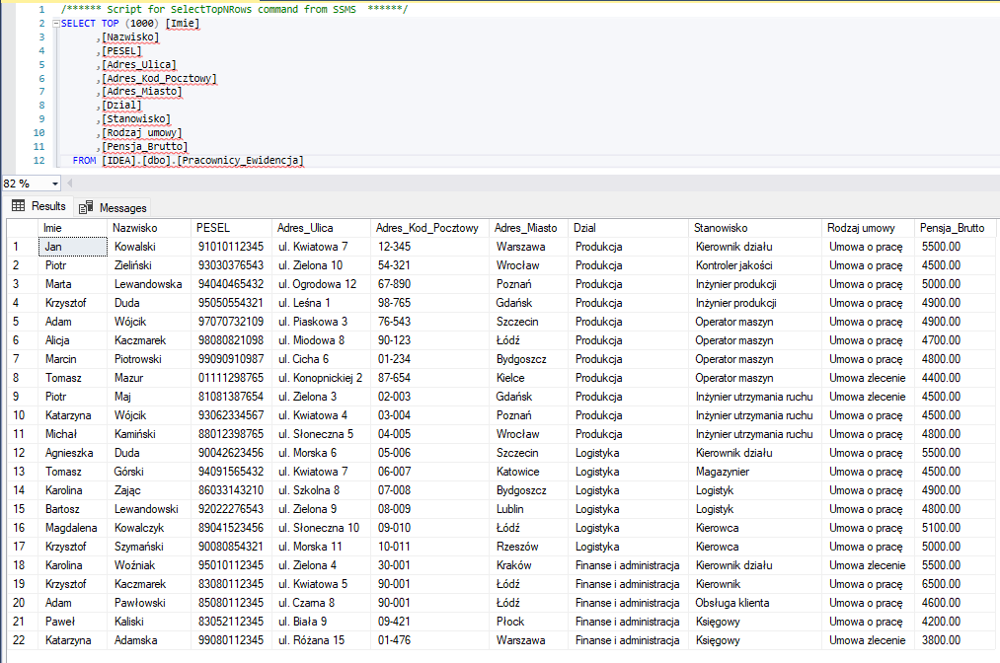 1 /****** Script for SelectTopNRows command from SSMS ******/
2 SELECT TOP (1000) [Imie]
3 ,[Nazwisko]
4 ,[PESEL]
5 ,[Adres_Ulica]
6 ,[Adres_Kod_Pocztowy]
7 ,[Adres_Miasto]
8 ,[Dzial]
9 ,[Stanowisko]
10 ,[Rodzaj umowy]
11 ,[Pensja_Brutto]
12 FROM [IDEA].[dbo].[Pracownicy_Ewidencja]
82 %
Results Messages
Imie Nazwisko PESEL Adres_Ulica Adres_Kod_Pocztowy Adres_Miasto Dzial Stanowisko Rodzaj umowy Pensja_Brutto
1 Jan Kowalski 91010112345 ul. Kwiatowa 7 12-345 Warszawa Produkcja Kierownik działu Umowa o pracę 5500.00
2 Piotr Zieliński 93030376543 ul. Zielona 10 54-321 Wrocław Produkcja Kontroler jakości Umowa o pracę 4500.00
3 Marta Lewandowska 94040465432 ul. Ogrodowa 12 67-890 Poznań Produkcja Inżynier produkcji Umowa o pracę 5000.00
4 Krzysztof Duda 95050554321 ul. Leśna 1 98-765 Gdańsk Produkcja Inżynier produkcji Umowa o pracę 4900.00
5 Adam Wójcik 97070732109 ul. Piaskowa 3 76-543 Szczecin Produkcja Operator maszyn Umowa o pracę 4900.00
6 Alicja Kaczmarek 98080821098 ul. Miodowa 8 90-123 Łódź Produkcja Operator maszyn Umowa o pracę 4700.00
7 Marcin Piotrowski 99090910987 ul. Cicha 6 01-234 Bydgoszcz Produkcja Operator maszyn Umowa o pracę 4800.00
8 Tomasz Mazur 01111298765 ul. Konopnickiej 2 87-654 Kielce Produkcja Operator maszyn Umowa zlecenie 4400.00
9 Piotr Maj 81081387654 ul. Zielona 3 02-003 Gdańsk Produkcja Inżynier utrzymania ruchu Umowa zlecenie 4500.00
10 Katarzyna Wójcik 93062334567 ul. Kwiatowa 4 03-004 Poznań Produkcja Inżynier utrzymania ruchu Umowa o pracę 4500.00
11 Michał Kamiński 88012398765 ul. Słoneczna 5 04-005 Wrocław Produkcja Inżynier utrzymania ruchu Umowa o pracę 4800.00
12 Agnieszka Duda 90042623456 ul. Morska 6 05-006 Szczecin Logistyka Kierownik działu Umowa o pracę 5500.00
13 Tomasz Górski 94091565432 ul. Kwiatowa 7 06-007 Katowice Logistyka Magazynier Umowa o pracę 4500.00
14 Karolina Zając 86033143210 ul. Szkolna 8 07-008 Bydgoszcz Logistyka Logistyk Umowa o pracę 4900.00
15 Bartosz Lewandowski 92022276543 ul. Zielona 9 08-009 Lublin Logistyka Logistyk Umowa o pracę 4800.00
16 Magdalena Kowalczyk 89041523456 ul. Słoneczna 10 09-010 Łódź Logistyka Kierowca Umowa o pracę 5100.00
17 Krzysztof Szymański 90080854321 ul. Morska 11 10-011 Rzeszów Logistyka Kierowca Umowa o pracę 5000.00
18 Karolina Woźniak 95010112345 ul. Zielona 4 30-001 Kraków Finanse i administracja Kierownik działu Umowa zlecenie 5500.00
19 Krzysztof Kaczmarek 83080112345 ul. Kwiatowa 5 90-001 Łódź Finanse i administracja Kierownik Umowa o pracę 6500.00
20 Adam Pawłowski 85080112345 ul. Czarna 8 90-001 Łódź Finanse i administracja Obsługa klienta Umowa o pracę 4600.00
21 Paweł Kaliski 83052112345 ul. Biała 9 09-421 Płock Finanse i administracja Księgowy Umowa o pracę 4200.00
22 Katarzyna Adamska 99080112345 ul. Różana 15 01-476 Warszawa Finanse i administracja Księgowy Umowa zlecenie 3800.00